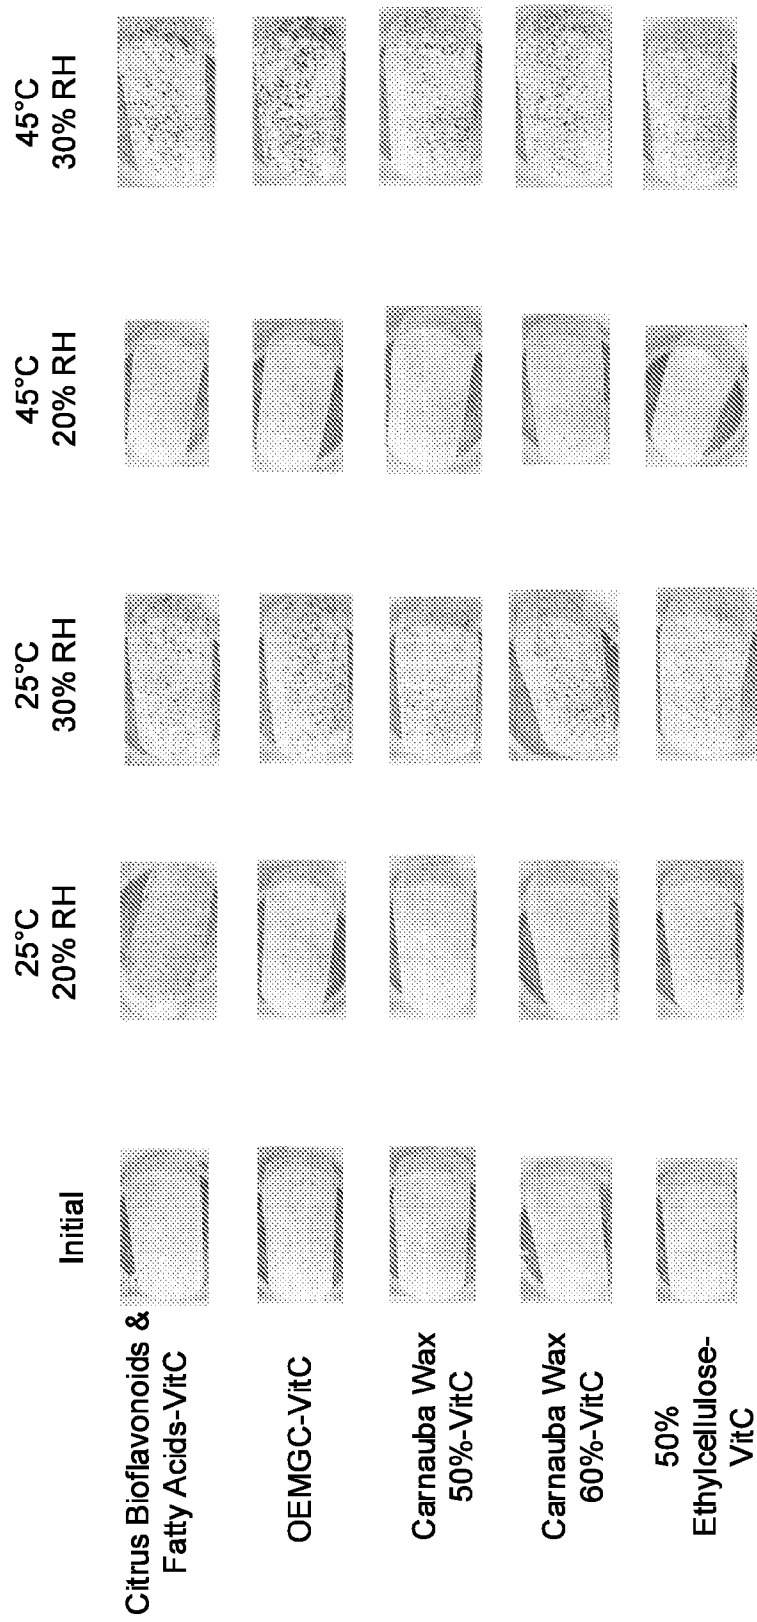 Initial
25°C
20% RH
25°C
30% RH
45°C
20% RH
45°C
30% RH
Citrus Bioflavonoids &
Fatty Acids-VitC
OEMGC-VitC
Carnauba Wax
50%-VitC
Carnauba Wax
60%-VitC
50%
Ethylcellulose-
VitC